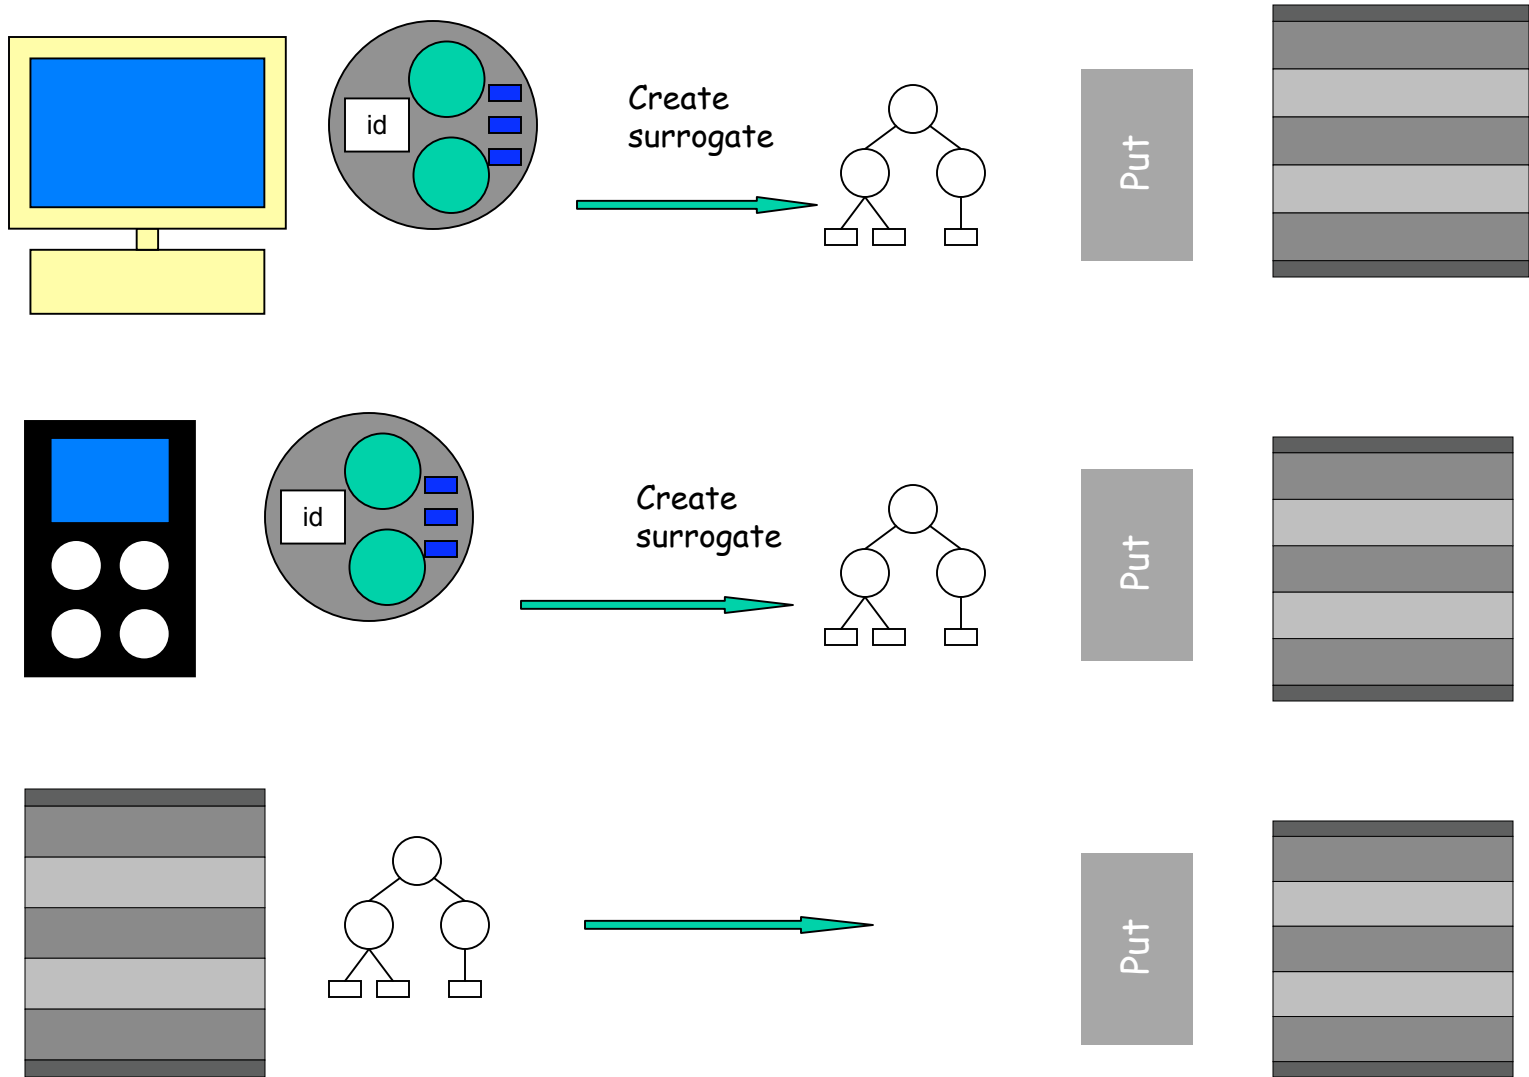 id
Create
surrogate
Put
id
Create
surrogate
Put
Put